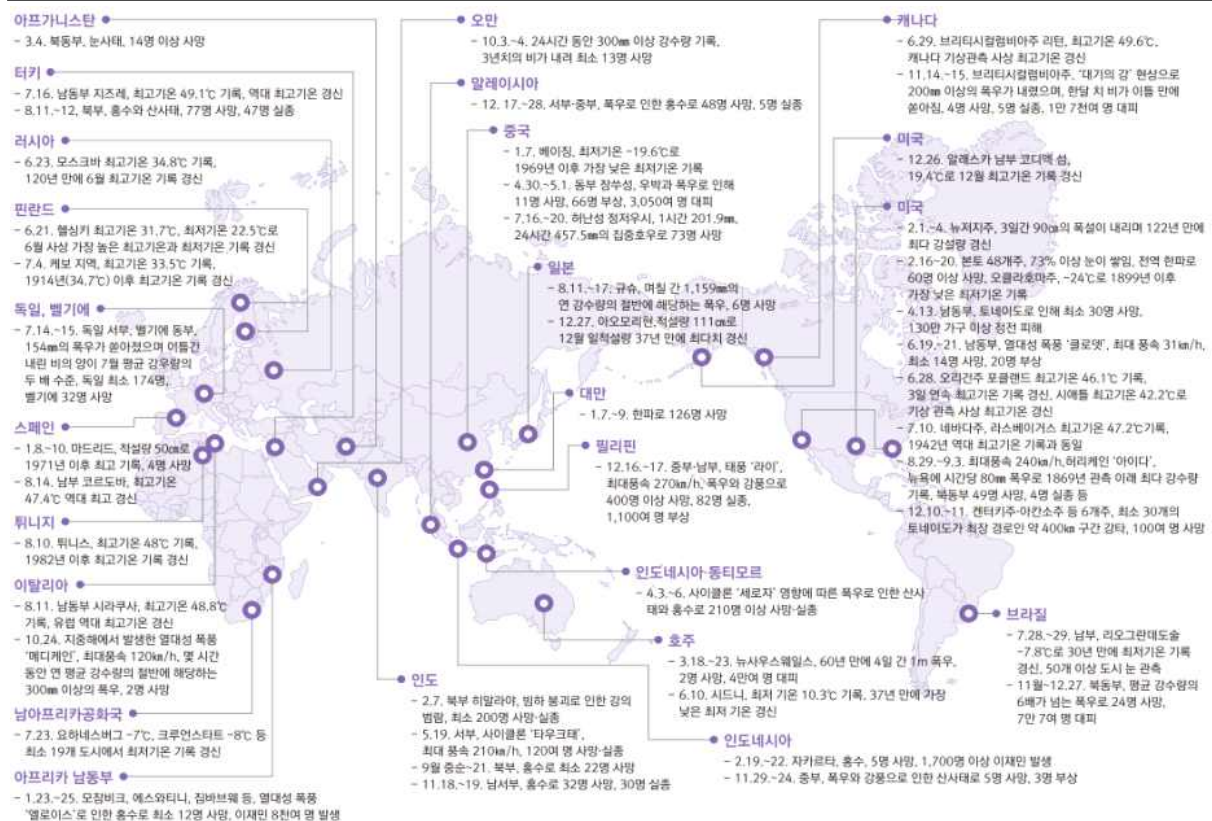 아프가니스탄
- 3.4. 북동부, 눈사태, 14명 이상 사망
터키
- 7.16. 남동부 지즈레, 최고기온 49.1℃ 기록, 역대 최고기온 경신
- 8.11.~12. 북부, 홍수와 산사태, 77명 사망, 47명 실종
러시아
- 6.23. 모스크바 최고기온 34.8℃ 기록,
120년 만에 6월 최고기온 기록 경신
핀란드
- 6.21. 헬싱키 최고기온 31.7℃, 최저기온 22.5℃로
6월 사상 가장 높은 최고기온과 최저기온 기록 경신
- 7.4. 케보 지역, 최고기온 33.5℃ 기록,
1914년(34.7℃) 이후 최고기온 기록 경신
독일, 벨기에
- 7.14.~15. 독일 서부, 벨기에 동부,
154㎜의 폭우가 쏟아졌으며 이틀간
내린 비의 양이 7월 평균 강우량의
두 배 수준, 독일 최소 174명,
벨기에 32명 사망
스페인
- 1.8.~10. 마드리드, 적설량 50㎝로
1971년 이후 최고 기록, 4명 사망
- 8.14. 남부 코르도바, 최고기온
47.4℃ 역대 최고 경신
튀니지
- 8.10. 튀니스, 최고기온 48℃ 기록,
1982년 이후 최고기온 기록 경신
이탈리아
- 8.11. 남동부 시라쿠사, 최고기온 48.8℃
기록, 유럽 역대 최고기온 경신
- 10.24. 지중해에서 발생한 열대성 폭풍
'메디케인', 최대풍속 120㎞/h, 몇 시간
동안 연 평균 강수량의 절반에 해당하는
300㎜ 이상의 폭우, 2명 사망
남아프리카공화국
- 7.23. 요하네스버그 -7℃, 크루언스타트 -8℃ 등
최소 19개 도시에서 최저기온 기록 경신
아프리카 남동부
- 1.23.~25. 모잠비크, 에스와티니, 짐바브웨 등, 열대성 폭풍
'엘로이스'로 인한 홍수로 최소 12명 사망, 이재민 8천여 명 발생
오만
- 10.3.~4. 24시간 동안 300㎜ 이상 강수량 기록,
3년치의 비가 내려 최소 13명 사망
말레이시아
- 12. 17.~28. 서부·중부, 폭우로 인한 홍수로 48명 사망, 5명 실종
중국
- 1.7. 베이징, 최저기온 -19.6℃로
1969년 이후 가장 낮은 최저기온 기록
- 4.30.~5.1. 동부 장쑤성, 우박과 폭우로 인해
11명 사망, 66명 부상, 3,050여 명 대피
- 7.16.~20. 허난성 정저우시, 1시간 201.9㎜,
24시간 457.5㎜의 집중호우로 73명 사망
일본
- 8.11.~17. 규슈, 며칠 간 1,159㎜의
연 강수량의 절반에 해당하는 폭우, 6명 사망
- 12.27. 아오모리현,적설량 111㎝로
12월 일적설량 37년 만에 최다치 경신
대만
- 1.7.~9. 한파로 126명 사망
필리핀
- 12.16.~17. 중부·남부, 태풍 '라이',
최대풍속 270㎞/h, 폭우와 강풍으로
400명 이상 사망, 82명 실종,
1,100여 명 부상
인도네시아·동티모르
- 4.3.~6. 사이클론 '세로자' 영향에 따른 폭우로 인한 산사
태와 홍수로 210명 이상 사망·실종
호주
- 3.18.~23. 뉴사우스웨일스, 60년 만에 4일 간 1m 폭우,
2명 사망, 4만여 명 대피
- 6.10. 시드니, 최저 기온 10.3℃ 기록, 37년 만에 가장
낮은 최저 기온 경신
인도
- 2.7. 북부 히말라야, 빙하 붕괴로 인한 강의
범람, 최소 200명 사망·실종
- 5.19. 서부, 사이클론 '타우크태',
최대 풍속 210㎞/h, 120여 명 사망·실종
- 9월 중순~21. 북부, 홍수로 최소 22명 사망
- 11.18.~19. 남서부, 홍수로 32명 사망, 30명 실종
인도네시아
- 2.19.~22. 자카르타, 홍수, 5명 사망, 1,700명 이상 이재민 발생
- 11.29.~24. 중부, 폭우와 강풍으로 인한 산사태로 5명 사망, 3명 부상
캐나다
- 6.29. 브리티시컬럼비아주 리턴, 최고기온 49.6℃,
캐나다 기상관측 사상 최고기온 경신
- 11.14.~15. 브리티시컬럼비아주, '대기의 강' 현상으로
200㎜ 이상의 폭우가 내렸으며, 한달 치 비가 이틀 만에
쏟아짐, 4명 사망, 5명 실종, 1만 7천여 명 대피
미국
- 12.26. 알래스카 남부 코디액 섬,
19.4℃로 12월 최고기온 기록 경신
미국
- 2.1.~4. 뉴저지주, 3일간 90㎝의 폭설이 내리며 122년 만에
최다 강설량 경신
- 2.16~20. 본토 48개주, 73% 이상 눈이 쌓임, 전역 한파로
60명 이상 사망, 오클라호마주, -24℃로 1899년 이후
가장 낮은 최저기온 기록
- 4.13. 남동부, 토네이도로 인해 최소 30명 사망,
130만 가구 이상 정전 피해
- 6.19.~21. 남동부, 열대성 폭풍 '클로뎃', 최대 풍속 31㎞/h,
최소 14명 사망, 20명 부상
- 6.28. 오리건주 포클랜드 최고기온 46.1℃ 기록,
3일 연속 최고기온 기록 경신, 시애틀 최고기온 42.2℃로
기상 관측 사상 최고기온 경신
- 7.10. 네바다주, 라스베이거스 최고기온 47.2℃기록,
1942년 역대 최고기온 기록과 동일
- 8.29.~9.3. 최대풍속 240㎞/h,허리케인 '아이다',
뉴욕에 시간당 80㎜ 폭우로 1869년 관측 아래 최다 강수량
기록, 북동부 49명 사망, 4명 실종 등
- 12.10.~11. 켄터키주·아칸소주 등 6개주, 최소 30개의
토네이도가 최장 경로인 약 400㎞ 구간 강타, 100여 명 사망
브라질
- 7.28.~29. 남부, 리오그란데도술
-7.8℃로 30년 만에 최저기온 기록
경신, 50개 이상 도시 눈 관측
- 11월~12.27. 북동부, 평균 강수량의
6배가 넘는 폭우로 24명 사망,
7만 7여 명 대피